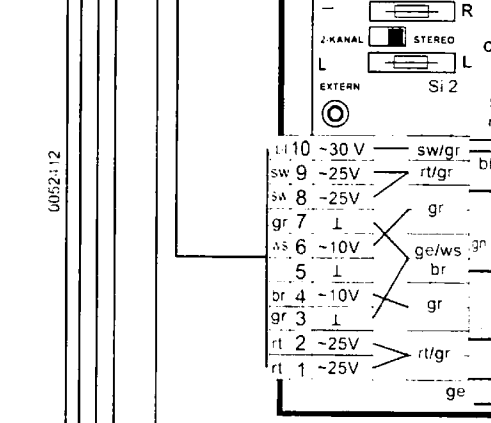 R
2-KANAL STEREO
L L
EXTERN Si 2
10 ~30 V sw/gr
sw 9 ~25V rt/gr
sw 8 ~25V
gr 7 ⊥ gr
ws 6 ~10V ge/ws gn
5 ⊥ br
br 4 ~10V gr
gr 3 ⊥
rt 2 ~25V rt/gr
rt 1 ~25V
ge
0052412